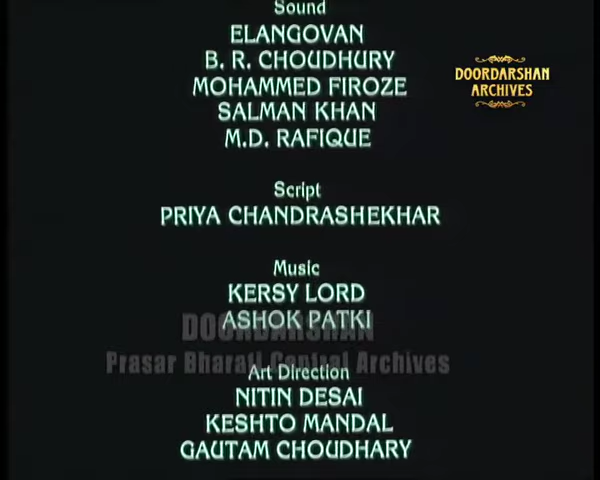 Sound
ELANGOVAN
B. R. CHOUDHURY
MOHAMMED FIROZE
SALMAN KHAN
M.D. RAFIQUE
DOORDARSHAN
ARCHIVES
Script
PRIYA CHANDRASHEKHAR
Music
KERSY LORD
ASHOK PATKI
DOORDARSHAN
Prasar Bharati Central Archives
Art Direction
NITIN DESAI
KESHTO MANDAL
GAUTAM CHOUDHARY